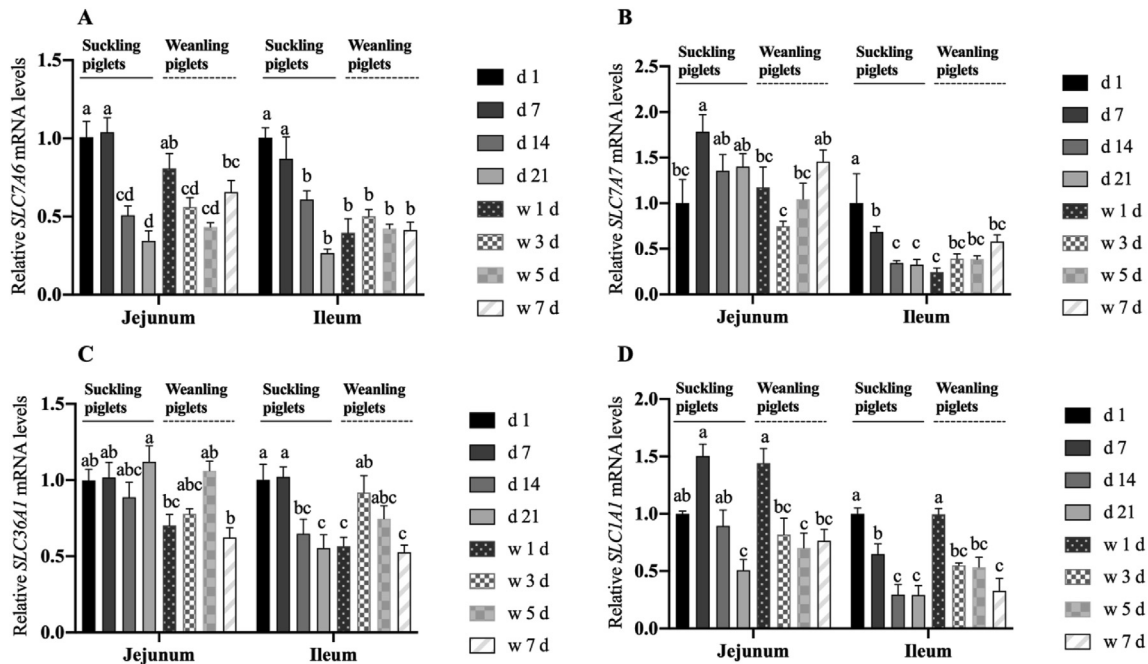 A
Suckling piglets
Weanling piglets
Suckling piglets
Weanling piglets
Relative SLC7A6 mRNA levels
1.5
1.0
0.5
0.0
a
a
cd
d
ab
cd
cd
bc
a
a
b
b
b
b
b
b
Jejunum
Ileum
d 1
d 7
d 14
d 21
w 1 d
w 3 d
w 5 d
w 7 d
B
Suckling piglets
Weanling piglets
Suckling piglets
Weanling piglets
Relative SLC7A7 mRNA levels
2.5
2.0
1.5
1.0
0.5
0.0
bc
a
ab
ab
bc
c
bc
ab
a
b
c
c
c
bc
bc
bc
Jejunum
Ileum
d 1
d 7
d 14
d 21
w 1 d
w 3 d
w 5 d
w 7 d
C
Suckling piglets
Weanling piglets
Suckling piglets
Weanling piglets
Relative SLC36A1 mRNA levels
1.5
1.0
0.5
0.0
ab
ab
abc
a
bc
abc
ab
b
a
a
bc
c
c
ab
abc
c
Jejunum
Ileum
d 1
d 7
d 14
d 21
w 1 d
w 3 d
w 5 d
w 7 d
D
Suckling piglets
Weanling piglets
Suckling piglets
Weanling piglets
Relative SLC1A1 mRNA levels
2.0
1.5
1.0
0.5
0.0
ab
a
ab
c
a
bc
c
bc
a
b
c
c
a
bc
bc
c
Jejunum
Ileum
d 1
d 7
d 14
d 21
w 1 d
w 3 d
w 5 d
w 7 d